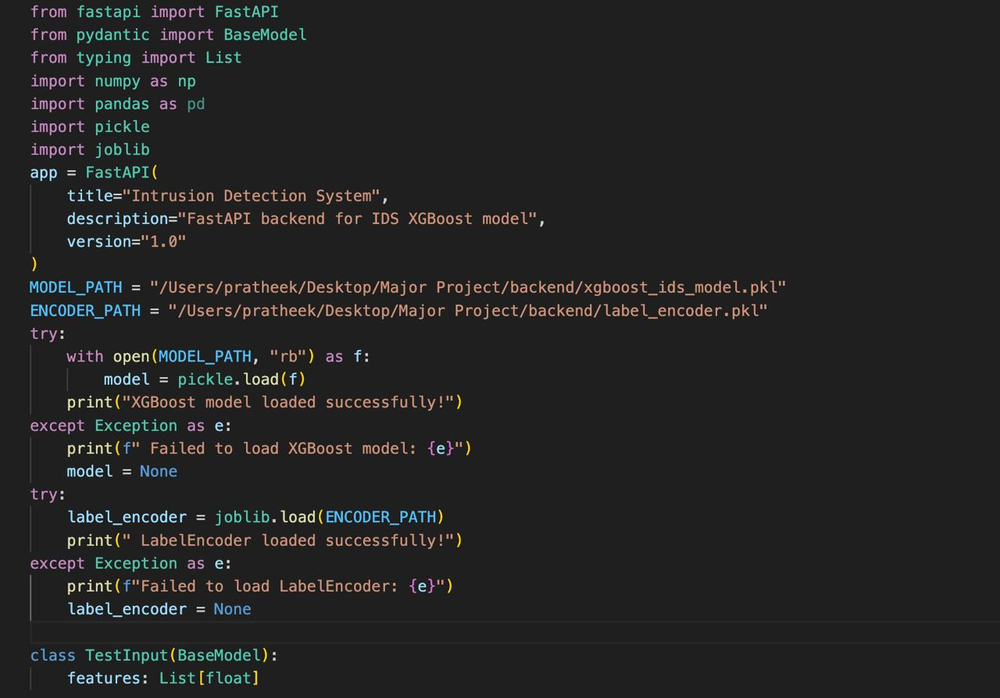 from fastapi import FastAPI
from pydantic import BaseModel
from typing import List
import numpy as np
import pandas as pd
import pickle
import joblib
app = FastAPI(
    title="Intrusion Detection System",
    description="FastAPI backend for IDS XGBoost model",
    version="1.0"
)
MODEL_PATH = "/Users/pratheek/Desktop/Major Project/backend/xgboost_ids_model.pkl"
ENCODER_PATH = "/Users/pratheek/Desktop/Major Project/backend/label_encoder.pkl"
try:
    with open(MODEL_PATH, "rb") as f:
        model = pickle.load(f)
    print("XGBoost model loaded successfully!")
except Exception as e:
    print(f" Failed to load XGBoost model: {e}")
    model = None
try:
    label_encoder = joblib.load(ENCODER_PATH)
    print(" LabelEncoder loaded successfully!")
except Exception as e:
    print(f"Failed to load LabelEncoder: {e}")
    label_encoder = None

class TestInput(BaseModel):
    features: List[float]